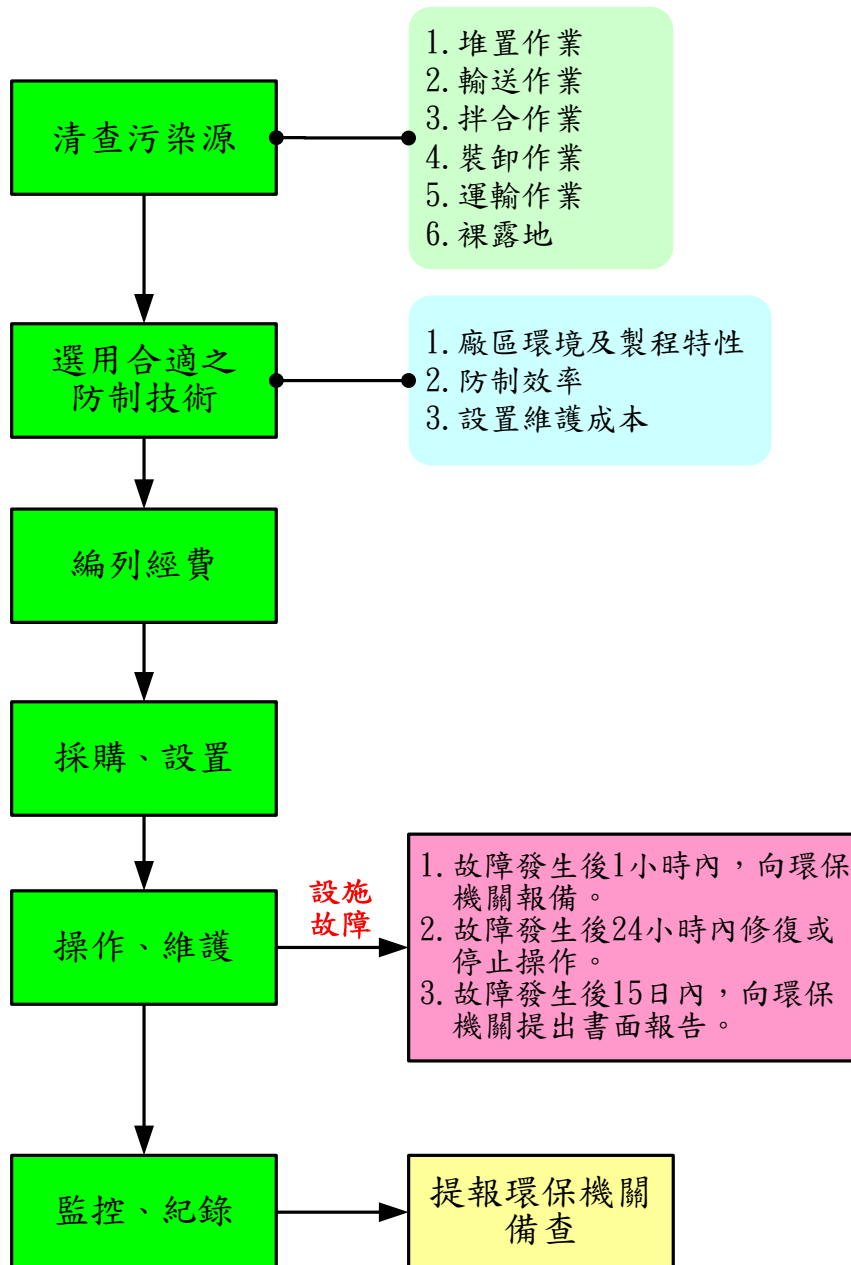 清查污染源
1.堆置作業
2.輸送作業
3.拌合作業
4.裝卸作業
5.運輸作業
6.裸露地
選用合適之
防制技術
1.廠區環境及製程特性
2.防制效率
3.設置維護成本
編列經費
採購、設置
操作、維護
設施
故障
1.故障發生後1小時內，向環保
機關報備。
2.故障發生後24小時內修復或
停止操作。
3.故障發生後15日內，向環保
機關提出書面報告。
監控、紀錄
提報環保機關
備查